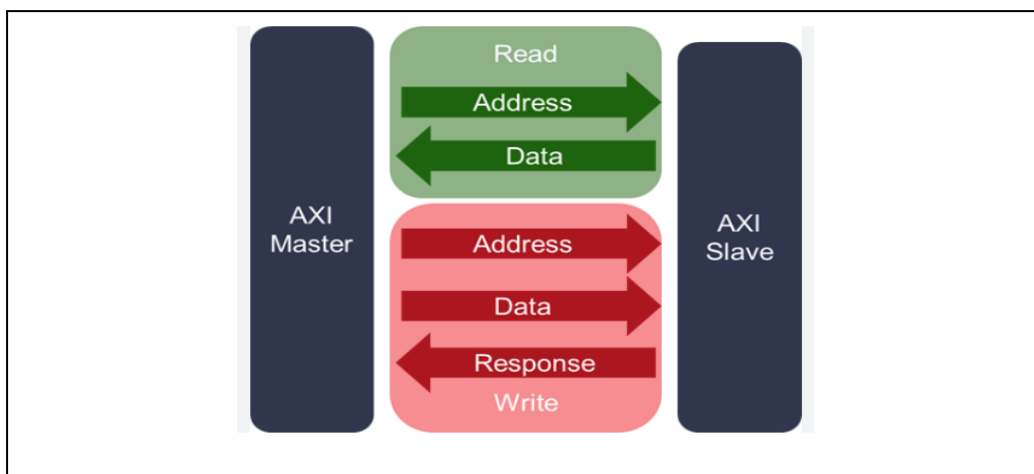 Read
Address
Data
AXI
Master
Address
Data
Response
Write
AXI
Slave